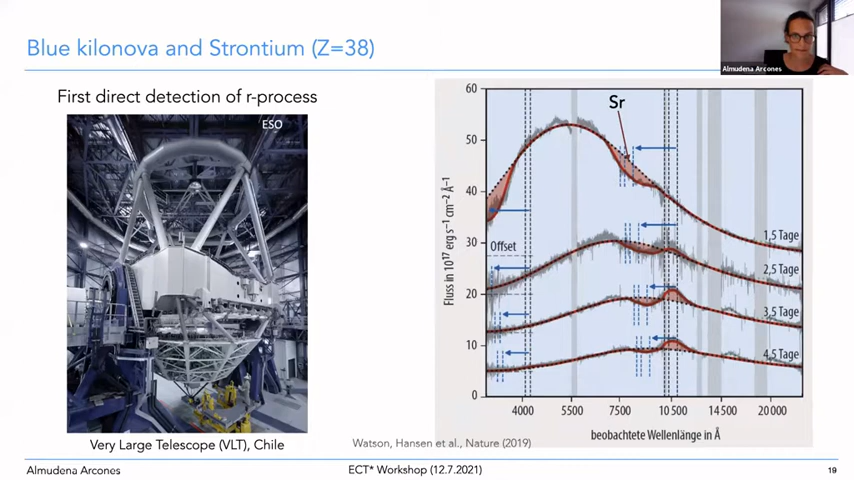 Blue kilonova and Strontium (Z=38)
Almudena Arcones
First direct detection of r-process
ESO
Very Large Telescope (VLT), Chile
Sr
Fluss in 10¹⁷ erg s⁻¹ cm⁻² Å⁻¹
60
50
40
30
20
10
0
Offset
1,5 Tage
2,5 Tage
3,5 Tage
4,5 Tage
4000 5500 7500 10 500 14 500 20 000
beobachtete Wellenlänge in Å
Watson, Hansen et al., Nature (2019)
Almudena Arcones ECT* Workshop (12.7.2021) 19